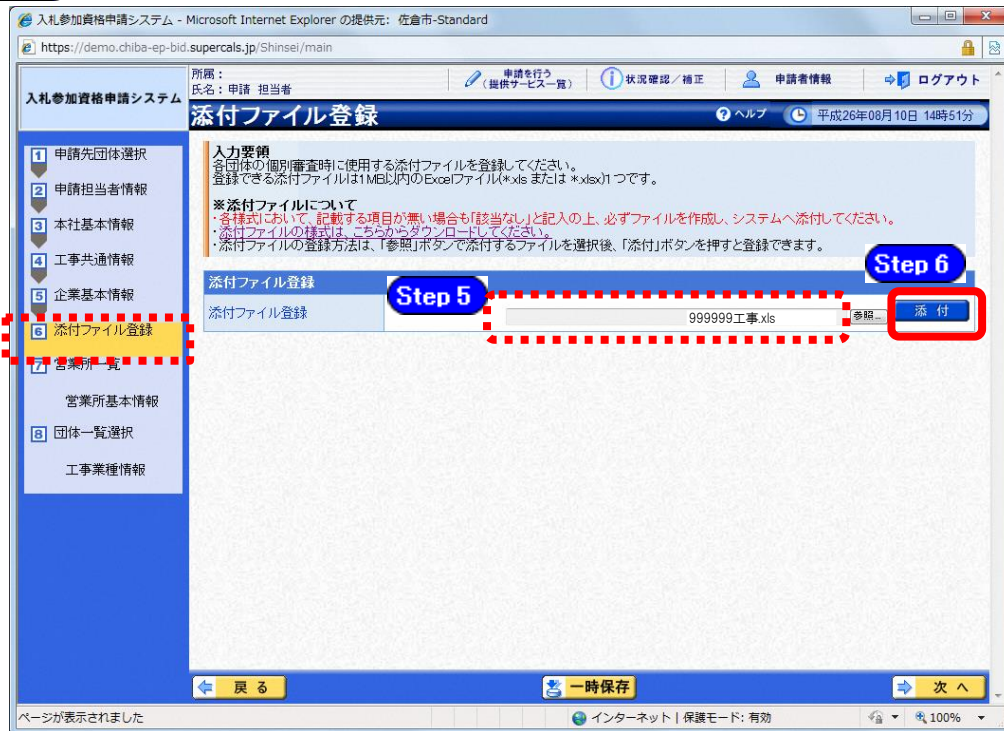 入札参加資格申請システム - Microsoft Internet Explorer の提供元: 佐倉市-Standard
https://demo.chiba-ep-bid.supercals.jp/Shinsei/main
入札参加資格申請システム
所属：
氏名：申請 担当者
申請を行う
（提供サービス一覧）
状況確認／補正
申請者情報
ログアウト
添付ファイル登録
ヘルプ
平成26年08月10日 14時51分
1 申請先団体選択
2 申請担当者情報
3 本社基本情報
4 工事共通情報
5 企業基本情報
6 添付ファイル登録
7 営業所一覧
営業所基本情報
8 団体一覧選択
工事業種情報
入力要領
各団体の個別審査時に使用する添付ファイルを登録してください。
登録できる添付ファイルは1MB以内のExcelファイル(*.xls または *.xlsx)1つです。
※添付ファイルについて
・各様式において、記載する項目が無い場合も「該当なし」と記入の上、必ずファイルを作成し、システムへ添付してください。
・添付ファイルの様式は、こちらからダウンロードしてください。
・添付ファイルの登録方法は、「参照」ボタンで添付するファイルを選択後、「添付」ボタンを押すと登録できます。
Step 6
添付ファイル登録
Step 5
添付ファイル登録
999999工事.xls
参照...
添 付
戻 る
一時保存
次 へ
ページが表示されました
インターネット | 保護モード: 有効
100%